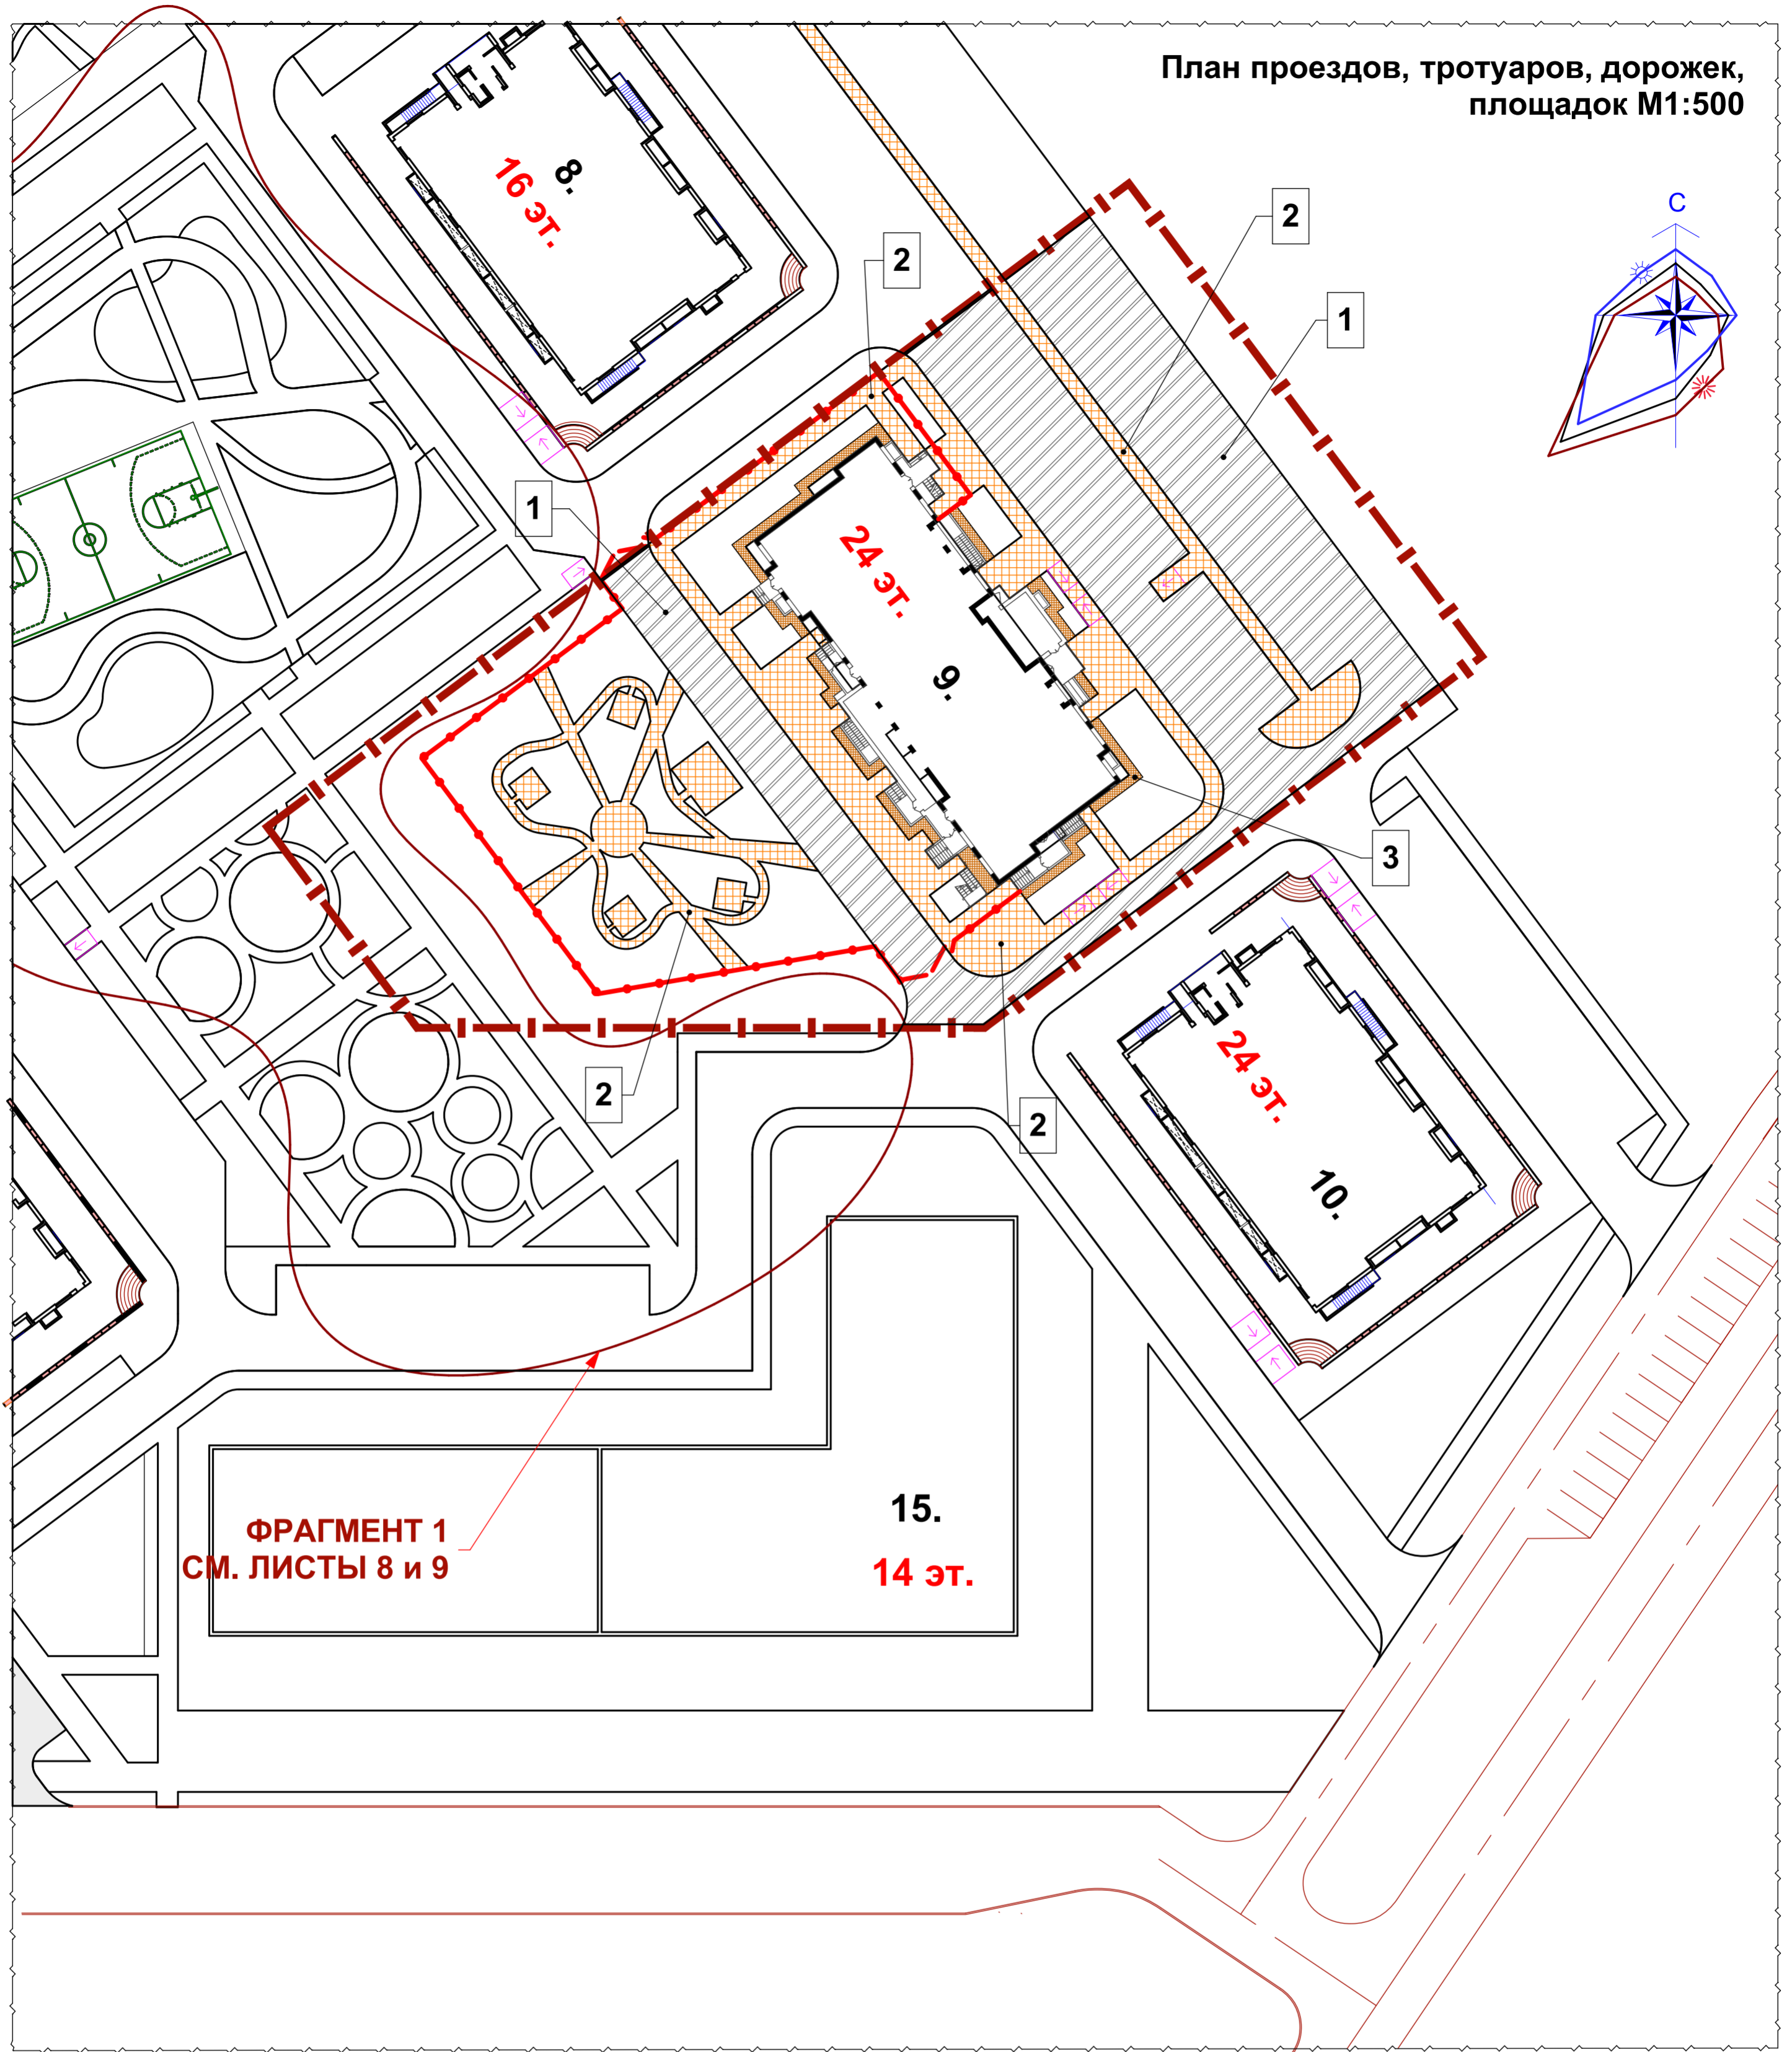 План проездов, тротуаров, дорожек,
площадок М1:500
С
8.
16 эт.
2
2
1
1
24 эт.
9.
3
2
2
24 эт.
10.
15.
14 эт.
ФРАГМЕНТ 1
СМ. ЛИСТЫ 8 и 9